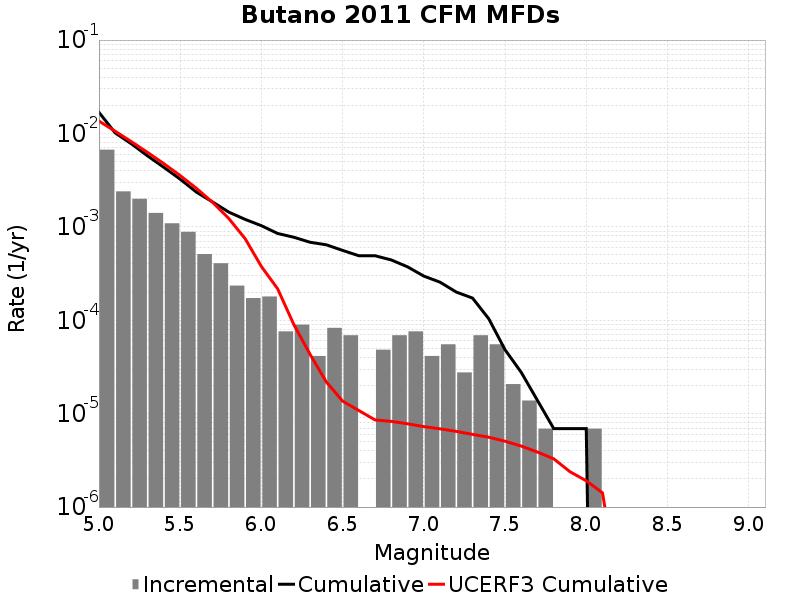 Butano 2011 CFM MFDs
10-1
10-2
10-3
10-4
10-5
10-6
Rate (1/yr)
5.0 5.5 6.0 6.5 7.0 7.5 8.0 8.5 9.0
Magnitude
Incremental Cumulative UCERF3 Cumulative